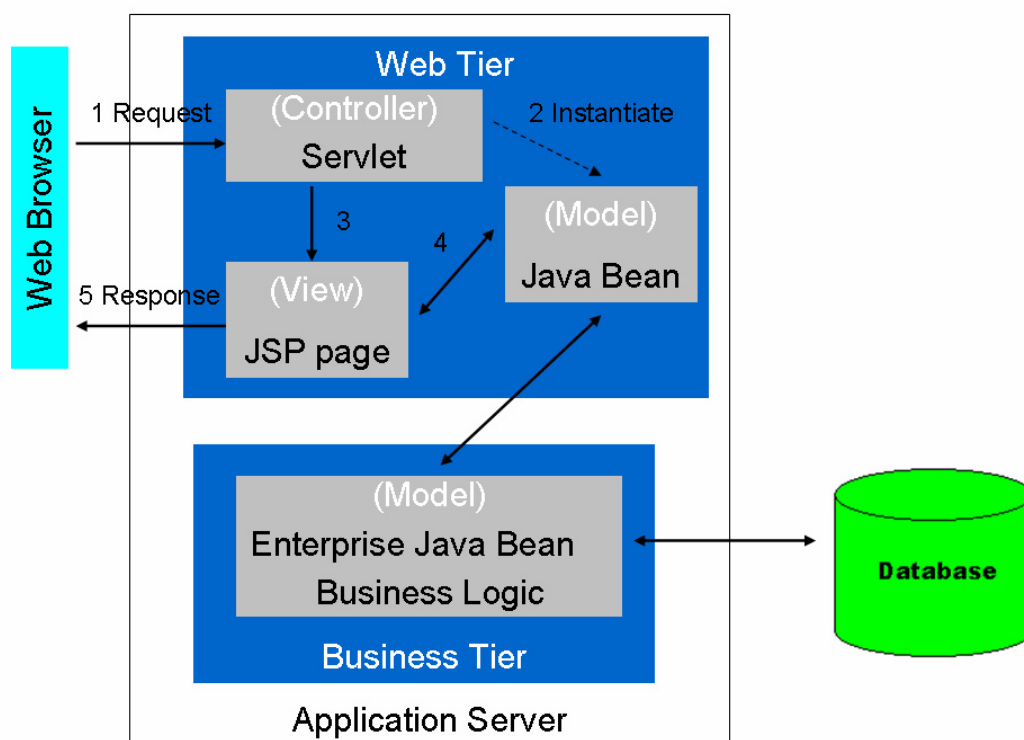 Web Tier
(Controller)
Servlet
1 Request
2 Instantiate
Web Browser
3
4
(Model)
Java Bean
5 Response
(View)
JSP page
(Model)
Enterprise Java Bean
Business Logic
Business Tier
Database
Application Server